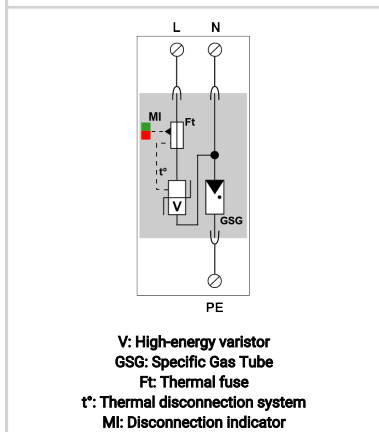 L N
MI
Ft
t°
V
GSG
PE
V: High-energy varistor
GSG: Specific Gas Tube
Ft: Thermal fuse
t°: Thermal disconnection system
MI: Disconnection indicator